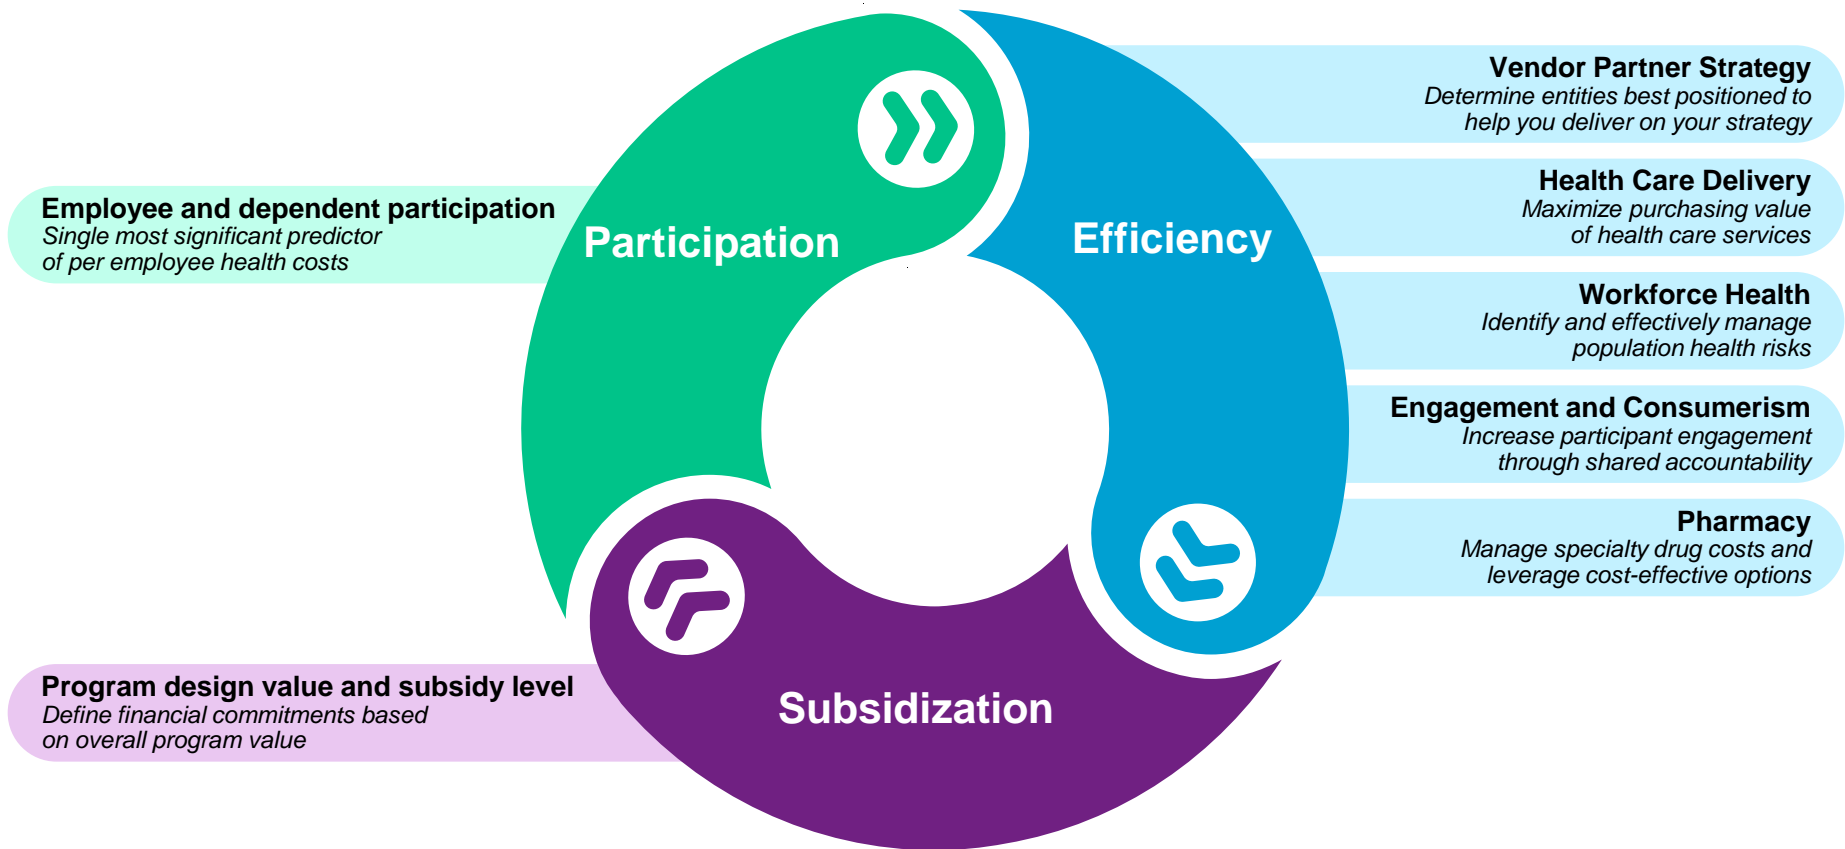 Participation
Employee and dependent participation
Single most significant predictor
of per employee health costs
Efficiency
Vendor Partner Strategy
Determine entities best positioned to
help you deliver on your strategy
Health Care Delivery
Maximize purchasing value
of health care services
Workforce Health
Identify and effectively manage
population health risks
Engagement and Consumerism
Increase participant engagement
through shared accountability
Pharmacy
Manage specialty drug costs and
leverage cost-effective options
Subsidization
Program design value and subsidy level
Define financial commitments based
on overall program value